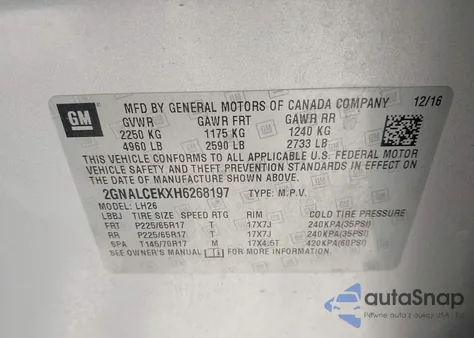 GM
MFD BY GENERAL MOTORS OF CANADA COMPANY 12/16
GVWR GAWR FRT GAWR RR
2250 KG 1175 KG 1240 KG
4960 LB 2590 LB 2733 LB
THIS VEHICLE CONFORMS TO ALL APPLICABLE
U.S. FEDERAL MOTOR
VEHICLE SAFETY AND THEFT PREVENTION
STANDARDS IN EFFECT ON THE DATE OF
MANUFACTURE SHOWN ABOVE.
2GNALCEKXH6268197 TYPE: M.P.V.
MODEL: LH26
LBBJ TIRE SIZE SPEED RTG RIM COLD TIRE PRESSURE
FRT P225/65R17 T 17X7J 240KPA(35PSI)
RR P225/65R17 T 17X7J 240KPA(35PSI)
SPA T145/70R17 M 17X4.5T 420KPA(60PSI)
SEE OWNER'S MANUAL FOR MORE INFORMATION.
autoSnap
Pewne auta z USA